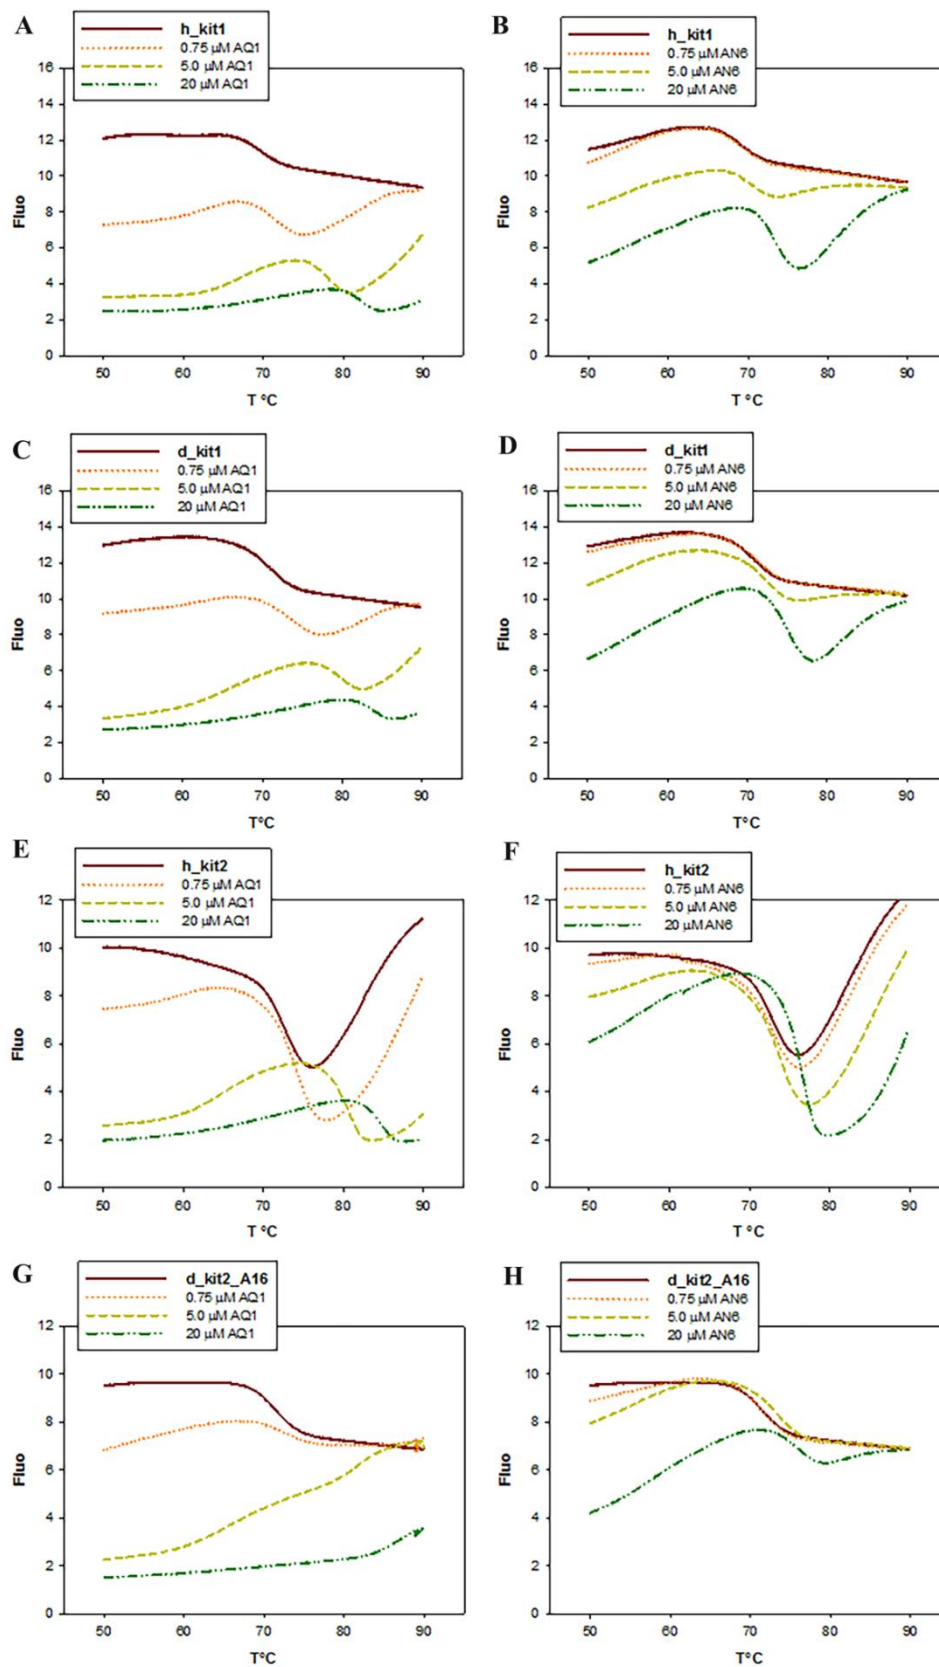 A
h_kit1
0.75 µM AQ1
5.0 µM AQ1
20 µM AQ1
16
14
12
10
8
6
4
2
0
Fluo
50 60 70 80 90
T °C
B
h_kit1
0.75 µM AN6
5.0 µM AN6
20 µM AN6
16
14
12
10
8
6
4
2
0
Fluo
50 60 70 80 90
T °C
C
d_kit1
0.75 µM AQ1
5.0 µM AQ1
20 µM AQ1
16
14
12
10
8
6
4
2
0
Fluo
50 60 70 80 90
T°C
D
d_kit1
0.75 µM AN6
5.0 µM AN6
20 µM AN6
16
14
12
10
8
6
4
2
0
Fluo
50 60 70 80 90
T°C
E
h_kit2
0.75 µM AQ1
5.0 µM AQ1
20 µM AQ1
12
10
8
6
4
2
0
Fluo
50 60 70 80 90
T °C
F
h_kit2
0.75 µM AN6
5.0 µM AN6
20 µM AN6
12
10
8
6
4
2
0
Fluo
50 60 70 80 90
T °C
G
d_kit2_A16
0.75 µM AQ1
5.0 µM AQ1
20 µM AQ1
12
10
8
6
4
2
0
Fluo
50 60 70 80 90
T°C
H
d_kit2_A16
0.75 µM AN6
5.0 µM AN6
20 µM AN6
12
10
8
6
4
2
0
Fluo
50 60 70 80 90
T°C